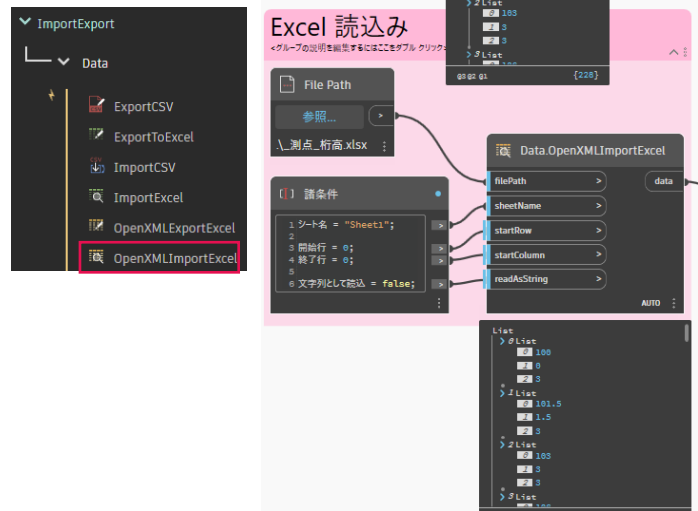 ImportExport
Data
ExportCSV
ExportToExcel
CSV
ImportCSV
ImportExcel
OpenXMLExportExcel
OpenXMLImportExcel
Excel 読込み
<グループの説明を編集するにはここをダブル クリック>
2 List
0 103
1 3
2 3
3 List
@3 @2 @1 {228}
File Path
参照... >
.\_測点_桁高.xlsx
諸条件
1 シート名 = "Sheet1"; >
2
3 開始行 = 0; >
4 終了行 = 0; >
5
6 文字列として読込 = false; >
Data.OpenXMLImportExcel
filePath > data
sheetName >
startRow >
startColumn >
readAsString >
AUTO
List
0 List
0 100
1 0
2 3
1 List
0 101.5
1 1.5
2 3
2 List
0 103
1 3
2 3
3 List